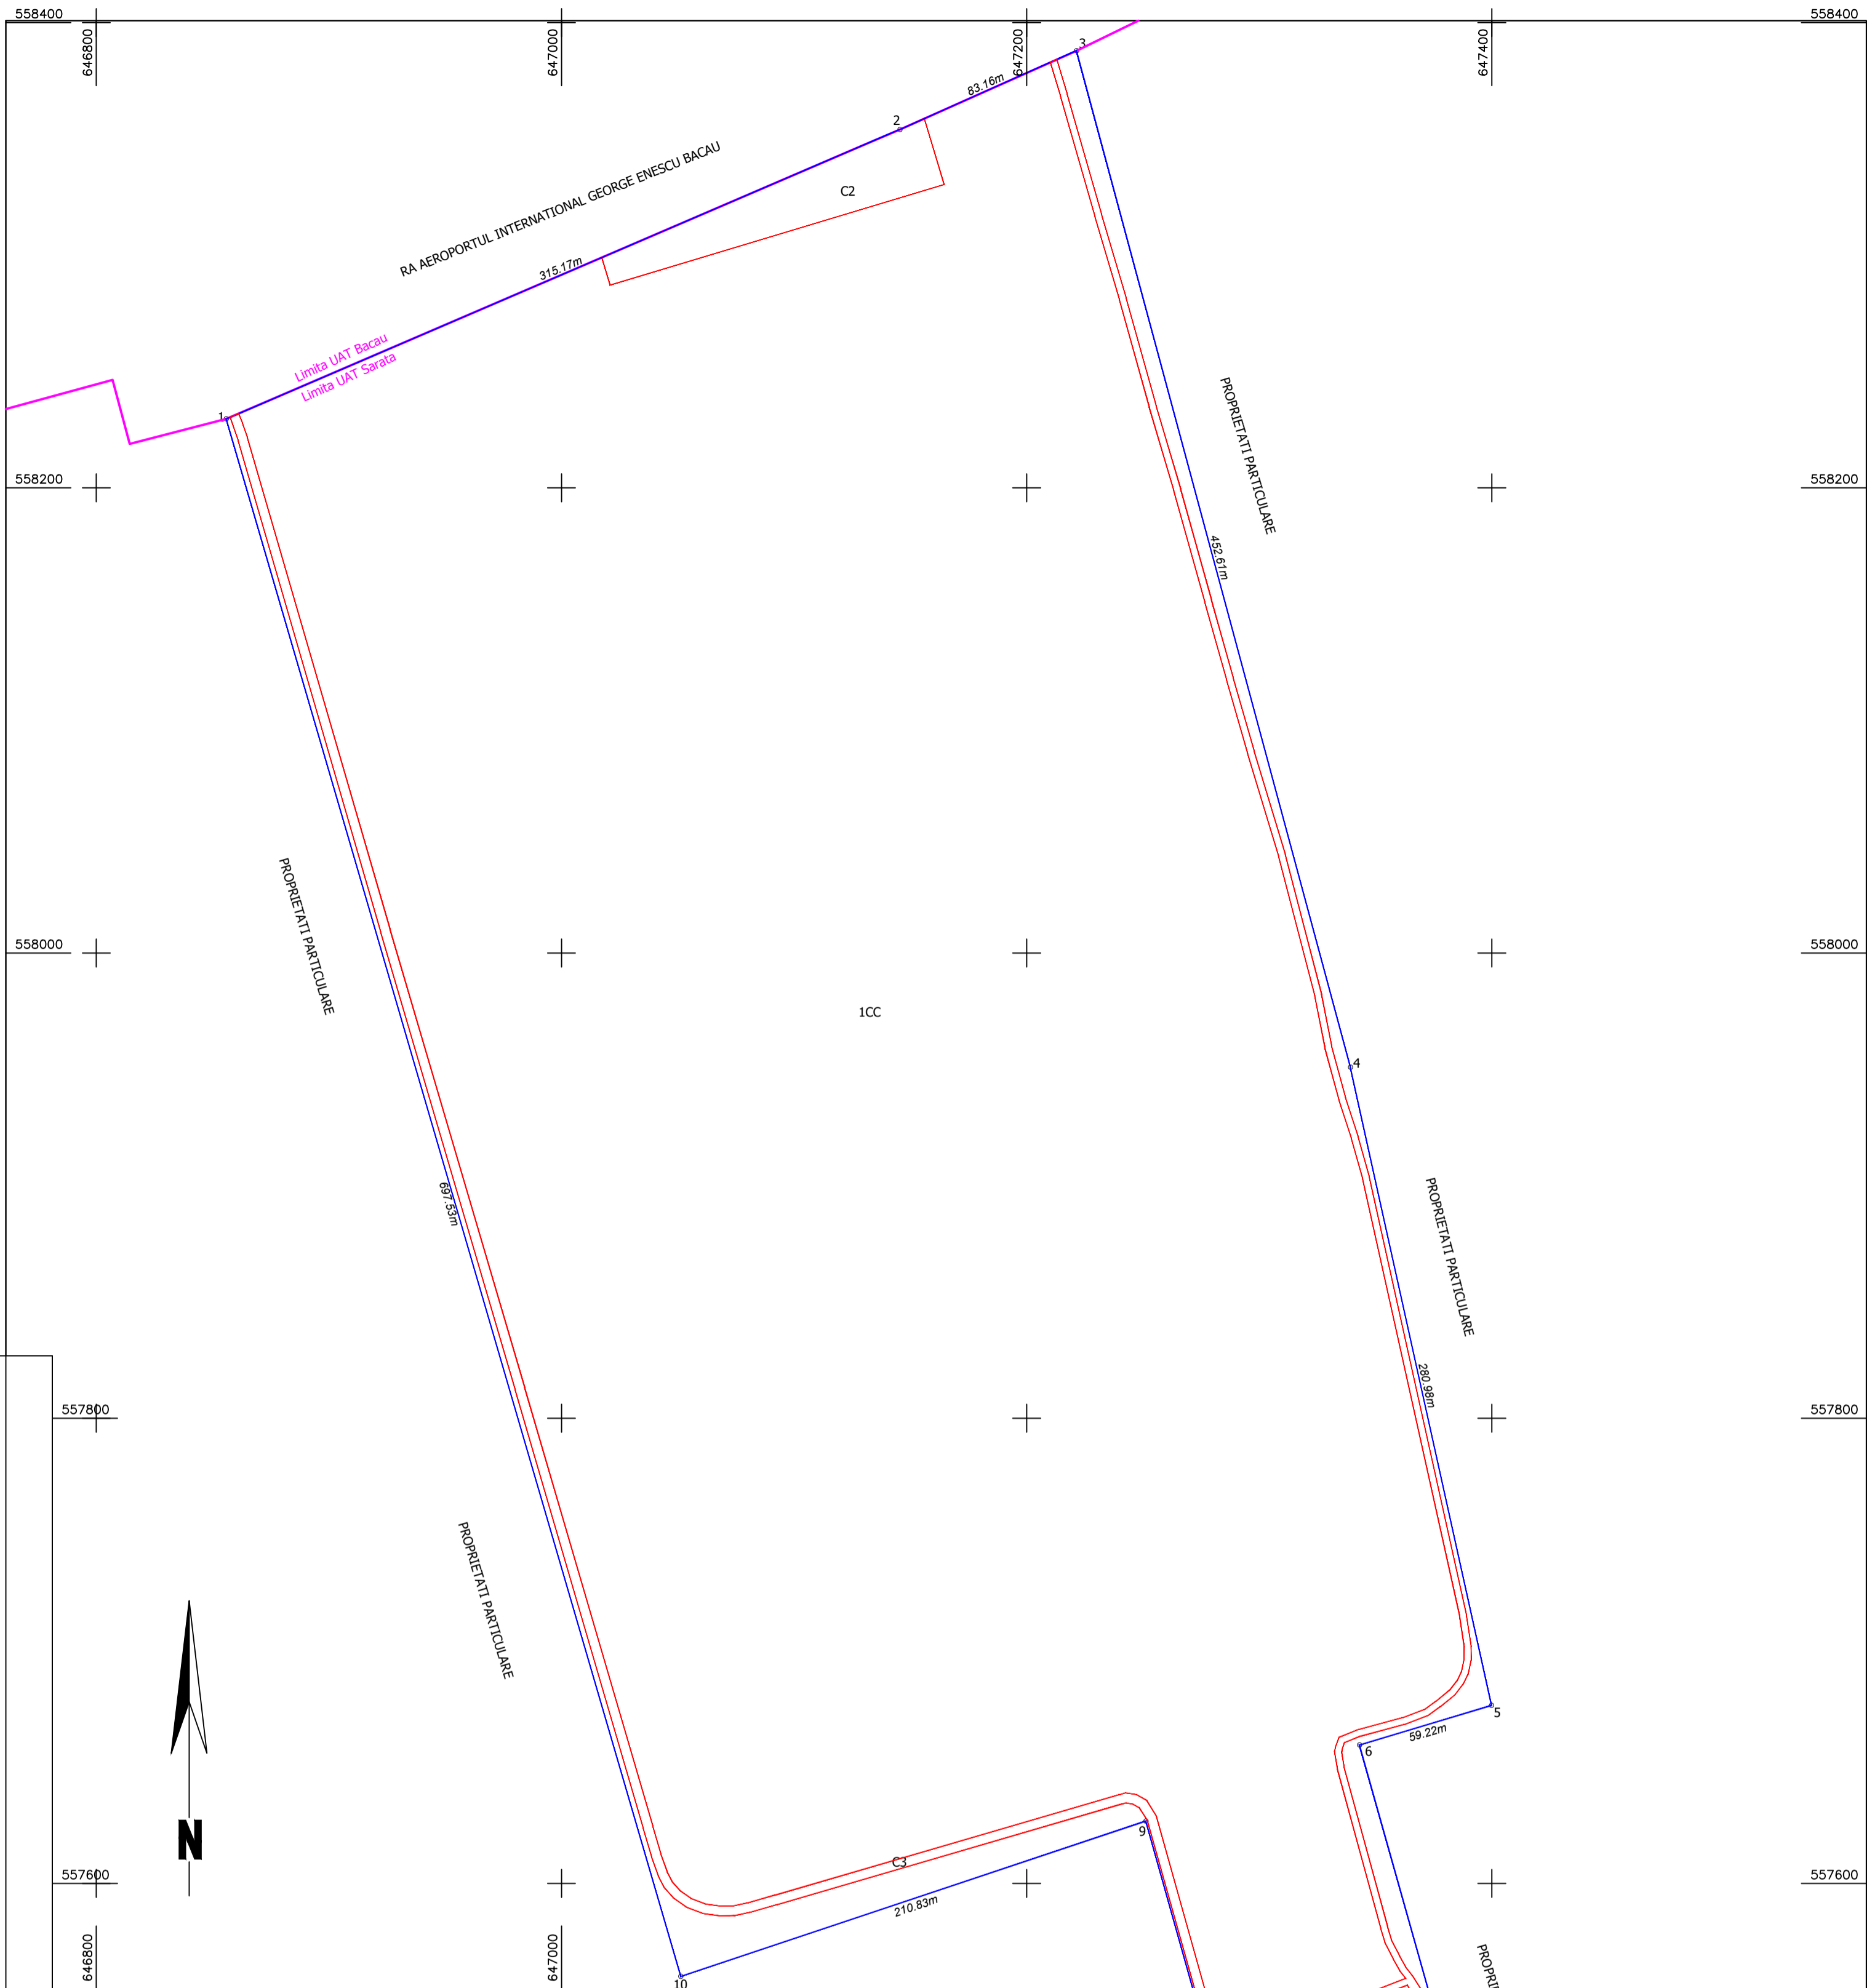 558400
558400
646800
647000
647200
647400
3
83.16m
2
RA AEROPORTUL INTERNATIONAL GEORGE ENESCU BACAU
C2
315.17m
Limita UAT Bacau
Limita UAT Sarata
1
PROPRIETATI PARTICULARE
558200
558200
452.61m
PROPRIETATI PARTICULARE
558000
558000
1CC
4
697.53m
PROPRIETATI PARTICULARE
280.98m
557800
557800
PROPRIETATI PARTICULARE
5
59.22m
6
N
9
C3
557600
557600
210.83m
646800
647000
10